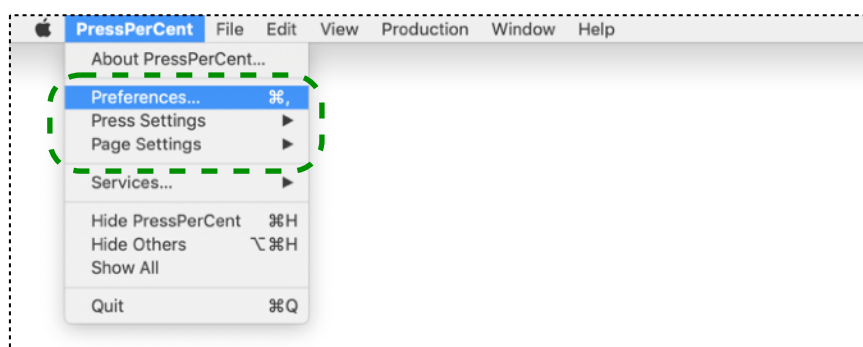 PressPerCent File Edit View Production Window Help
About PressPerCent...
Preferences... ⌘,
Press Settings ▶
Page Settings ▶
Services... ▶
Hide PressPerCent ⌘H
Hide Others ⌥⌘H
Show All
Quit ⌘Q